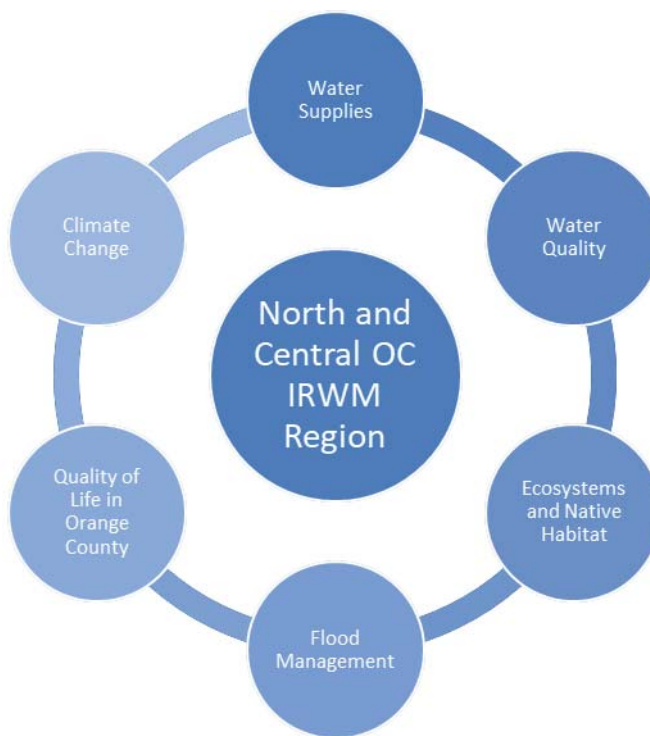 Water
Supplies
Water
Quality
Ecosystems
and Native
Habitat
Flood
Management
Quality of
Life in
Orange
County
Climate
Change
North and
Central OC
IRWM
Region